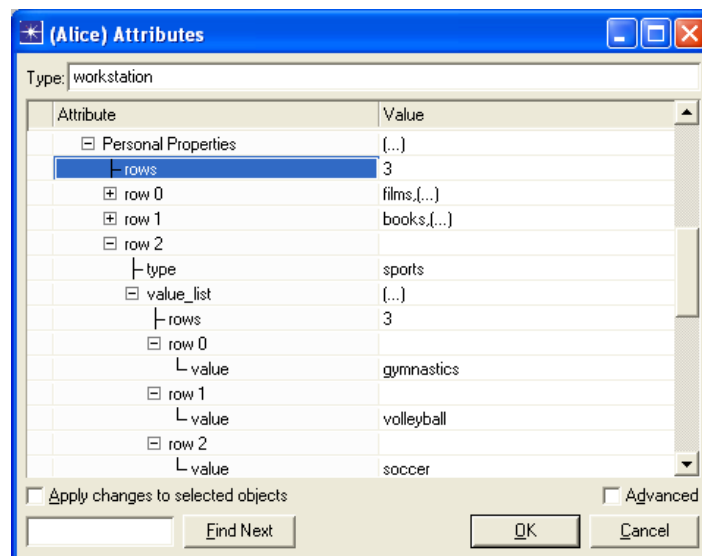 (Alice) Attributes
Type: workstation
Attribute Value
Personal Properties (...)
rows 3
row 0 films,(...)
row 1 books,(...)
row 2
type sports
value_list (...)
rows 3
row 0
value gymnastics
row 1
value volleyball
row 2
value soccer
Apply changes to selected objects Advanced
Find Next OK Cancel